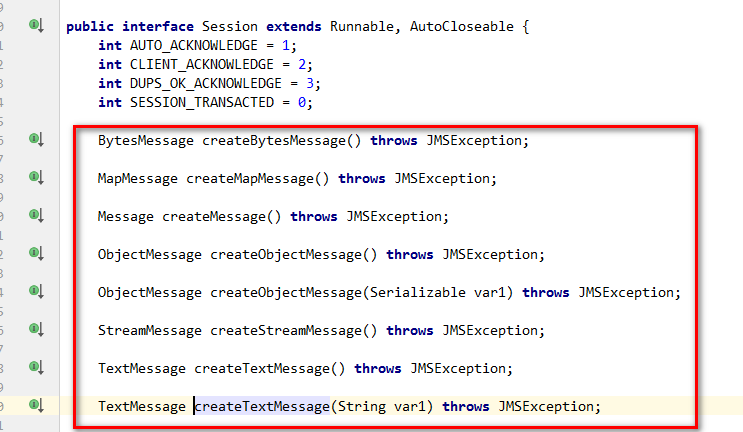 public interface Session extends Runnable, AutoCloseable {
int AUTO_ACKNOWLEDGE = 1;
int CLIENT_ACKNOWLEDGE = 2;
int DUPS_OK_ACKNOWLEDGE = 3;
int SESSION_TRANSACTED = 0;
BytesMessage createBytesMessage() throws JMSException;
MapMessage createMapMessage() throws JMSException;
Message createMessage() throws JMSException;
ObjectMessage createObjectMessage() throws JMSException;
ObjectMessage createObjectMessage(Serializable var1) throws JMSException;
StreamMessage createStreamMessage() throws JMSException;
TextMessage createTextMessage() throws JMSException;
TextMessage createTextMessage(String var1) throws JMSException;